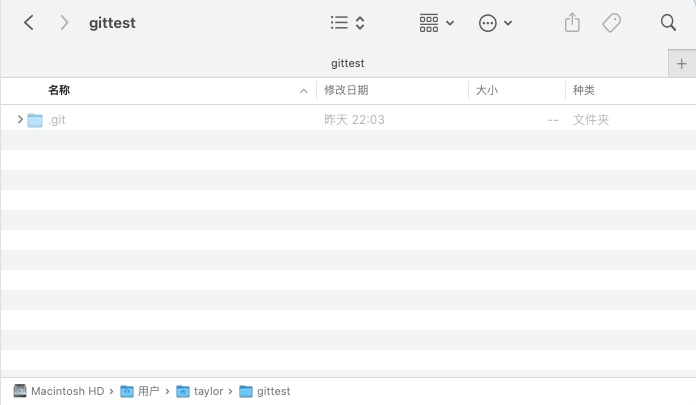 gittest
gittest
名称 修改日期 大小 种类
.git 昨天 22:03 -- 文件夹
Macintosh HD › 用户 › taylor › gittest